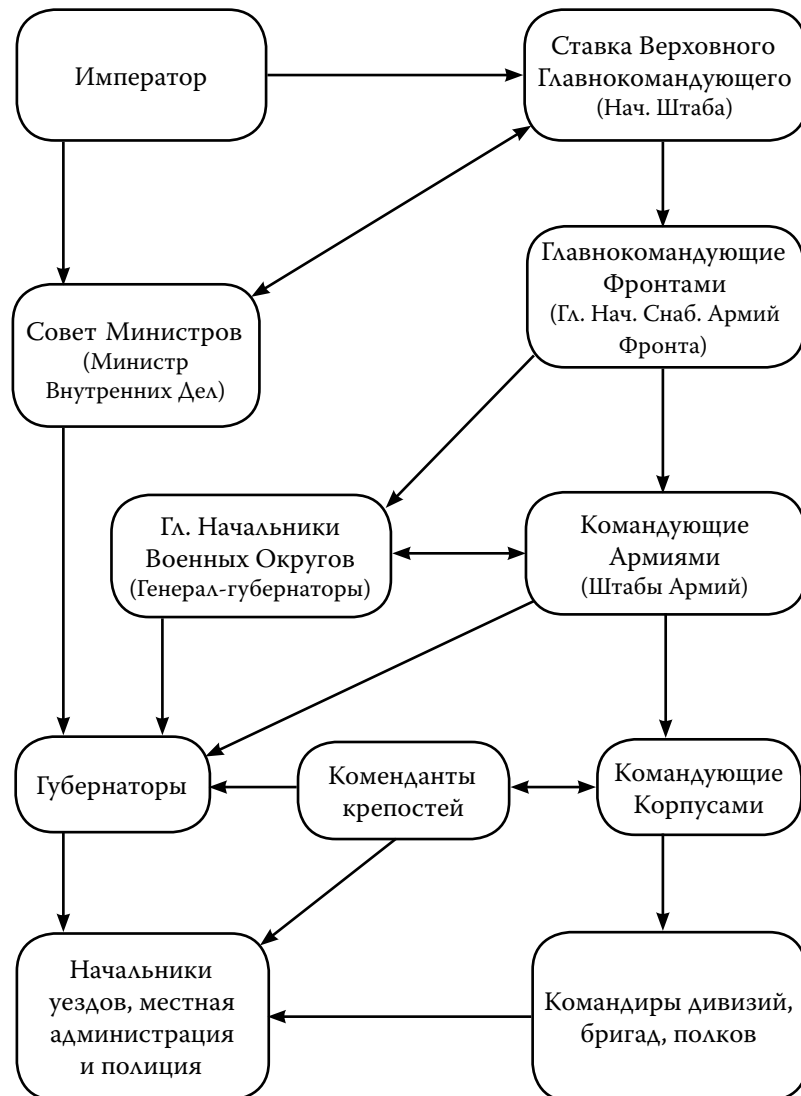 Император
Ставка Верховного
Главнокомандующего
(Нач. Штаба)
Главнокомандующие
Фронтами
(Гл. Нач. Снаб. Армий
Фронта)
Совет Министров
(Министр
Внутренних Дел)
Гл. Начальники
Военных Округов
(Генерал-губернаторы)
Командующие
Армиями
(Штабы Армий)
Губернаторы
Коменданты
крепостей
Командующие
Корпусами
Начальники
уездов, местная
администрация
и полиция
Командиры дивизий,
бригад, полков